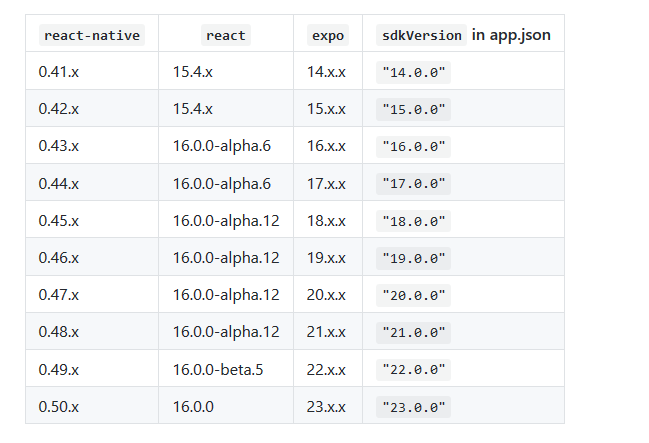 react-native react expo sdkVersion in app.json
0.41.x 15.4.x 14.x.x "14.0.0"
0.42.x 15.4.x 15.x.x "15.0.0"
0.43.x 16.0.0-alpha.6 16.x.x "16.0.0"
0.44.x 16.0.0-alpha.6 17.x.x "17.0.0"
0.45.x 16.0.0-alpha.12 18.x.x "18.0.0"
0.46.x 16.0.0-alpha.12 19.x.x "19.0.0"
0.47.x 16.0.0-alpha.12 20.x.x "20.0.0"
0.48.x 16.0.0-alpha.12 21.x.x "21.0.0"
0.49.x 16.0.0-beta.5 22.x.x "22.0.0"
0.50.x 16.0.0 23.x.x "23.0.0"